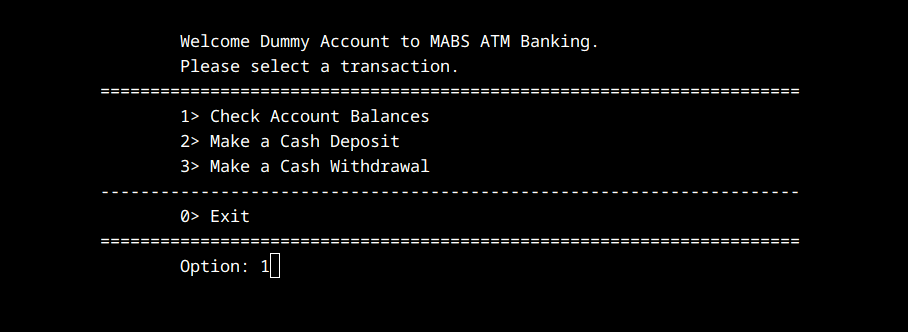 Welcome Dummy Account to MABS ATM Banking.
Please select a transaction.
======================================================================
1> Check Account Balances
2> Make a Cash Deposit
3> Make a Cash Withdrawal
----------------------------------------------------------------------
0> Exit
======================================================================
Option: 1